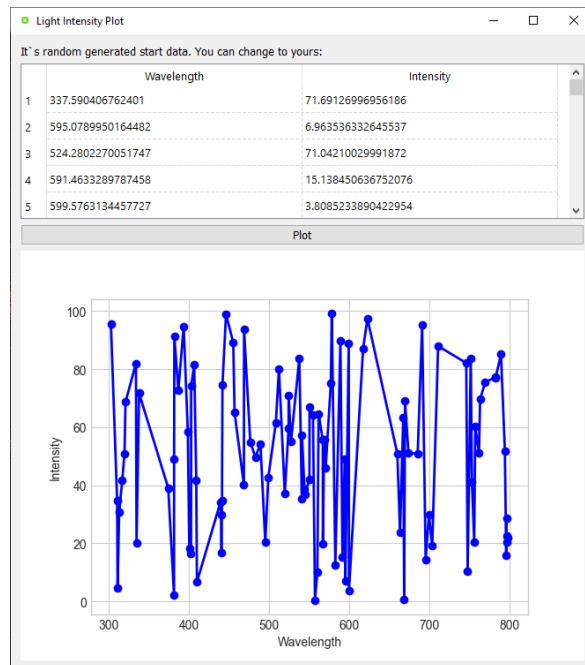 Light Intensity Plot
It`s random generated start data. You can change to yours:
Wavelength Intensity
1 337.590406762401 71.69126996956186
2 595.0789950164482 6.963536332645537
3 524.2802270051747 71.04210029991872
4 591.4633289787458 15.138450636752076
5 599.5763134457727 3.8085233890422954
Plot
100
80
60
40
20
0
Intensity
300 400 500 600 700 800
Wavelength